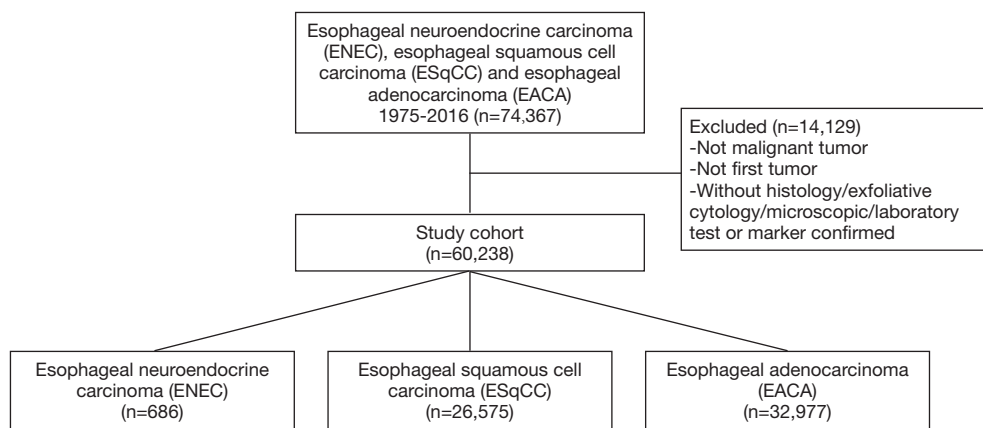 Esophageal neuroendocrine carcinoma
(ENEC), esophageal squamous cell
carcinoma (ESqCC) and esophageal
adenocarcinoma (EACA)
1975-2016 (n=74,367)
Excluded (n=14,129)
-Not malignant tumor
-Not first tumor
-Without histology/exfoliative
cytology/microscopic/laboratory
test or marker confirmed
Study cohort
(n=60,238)
Esophageal neuroendocrine
carcinoma (ENEC)
(n=686)
Esophageal squamous cell
carcinoma (ESqCC)
(n=26,575)
Esophageal adenocarcinoma
(EACA)
(n=32,977)